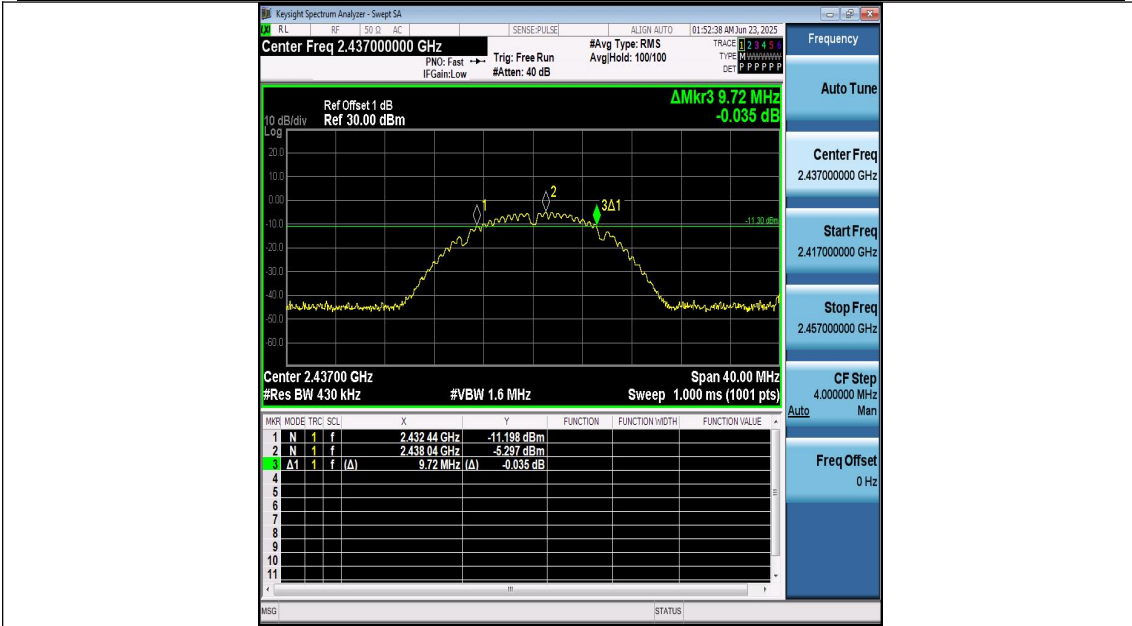 Keysight Spectrum Analyzer - Swept SA
RL RF 50 Ω AC SENSE:PULSE ALIGN AUTO 01:52:38 AM Jun 23, 2025
Center Freq 2.437000000 GHz
PNO: Fast
IFGain:Low
Trig: Free Run
#Atten: 40 dB
#Avg Type: RMS
Avg|Hold: 100/100
TRACE 1 2 3 4 5 6
TYPE M WWWWW
DET P P P P P P
Frequency
Auto Tune
Center Freq
2.437000000 GHz
Start Freq
2.417000000 GHz
Stop Freq
2.457000000 GHz
CF Step
4.000000 MHz
Auto Man
Freq Offset
0 Hz
ΔMkr3 9.72 MHz
-0.035 dB
Ref Offset 1 dB
10 dB/div Ref 30.00 dBm
Log
20.0
10.0
0.00
-10.0
-20.0
-30.0
-40.0
-50.0
-60.0
1
2
3Δ1
-11.30 dBm
Center 2.43700 GHz Span 40.00 MHz
#Res BW 430 kHz #VBW 1.6 MHz Sweep 1.000 ms (1001 pts)
MKR MODE TRC SCL X Y FUNCTION FUNCTION WIDTH FUNCTION VALUE
1 N 1 f 2.432 44 GHz -11.198 dBm
2 N 1 f 2.438 04 GHz -5.297 dBm
3 Δ1 1 f (Δ) 9.72 MHz (Δ) -0.035 dB
4
5
6
7
8
9
10
11
MSG STATUS